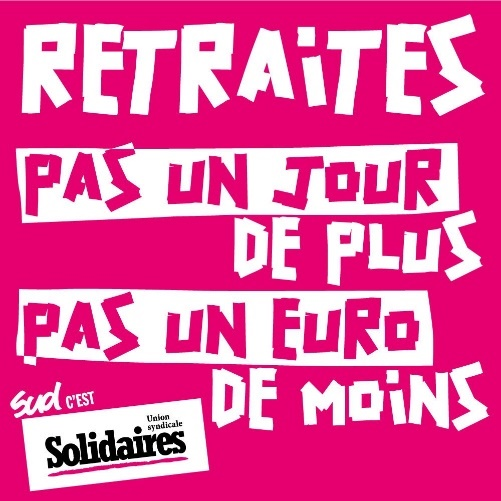 RETRAiTES
PAS UN JOUR
DE PLUS
PAS UN EURO
DE MOiNS
Sud C'EST
Union
syndicale
Solidaires